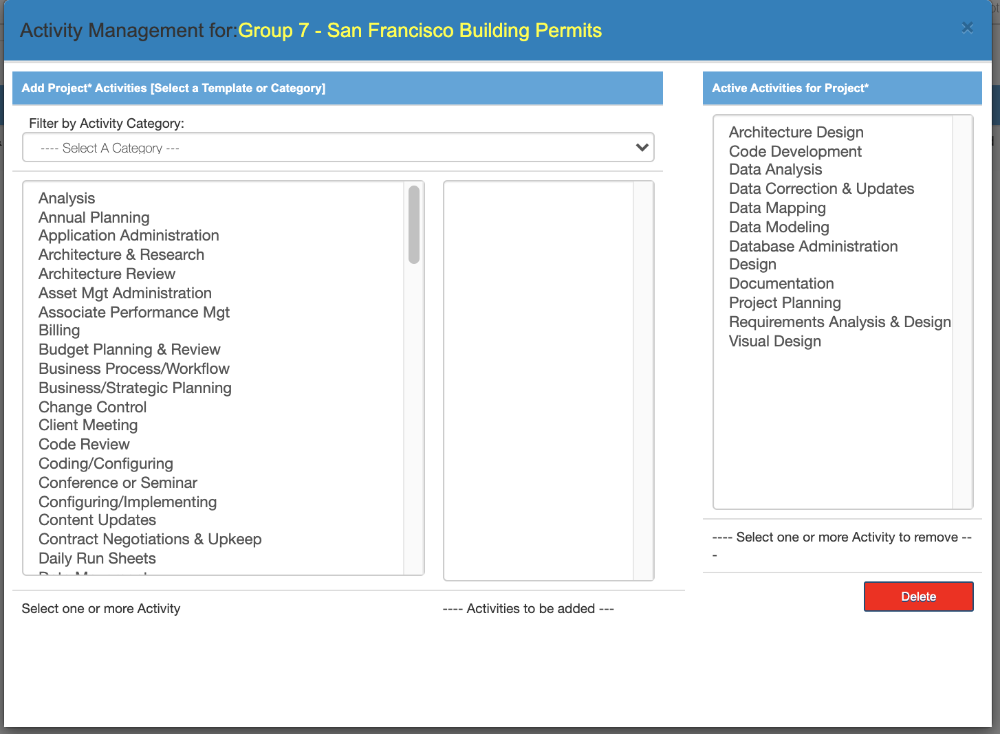 Activity Management for:Group 7 - San Francisco Building Permits
Add Project* Activities [Select a Template or Category]
Filter by Activity Category:
---- Select A Category ---
Analysis
Annual Planning
Application Administration
Architecture & Research
Architecture Review
Asset Mgt Administration
Associate Performance Mgt
Billing
Budget Planning & Review
Business Process/Workflow
Business/Strategic Planning
Change Control
Client Meeting
Code Review
Coding/Configuring
Conference or Seminar
Configuring/Implementing
Content Updates
Contract Negotiations & Upkeep
Daily Run Sheets
Select one or more Activity
---- Activities to be added ---
Active Activities for Project*
Architecture Design
Code Development
Data Analysis
Data Correction & Updates
Data Mapping
Data Modeling
Database Administration
Design
Documentation
Project Planning
Requirements Analysis & Design
Visual Design
---- Select one or more Activity to remove --
-
Delete